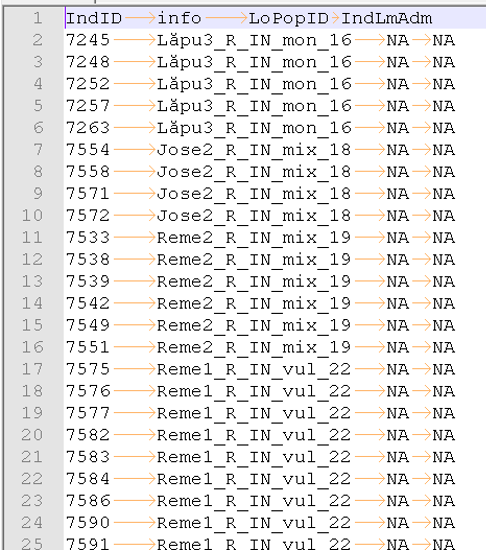 1 IndID info LoPopID IndLmAdm
2 7245 Lăpu3_R_IN_mon_16 NA NA
3 7248 Lăpu3_R_IN_mon_16 NA NA
4 7252 Lăpu3_R_IN_mon_16 NA NA
5 7257 Lăpu3_R_IN_mon_16 NA NA
6 7263 Lăpu3_R_IN_mon_16 NA NA
7 7554 Jose2_R_IN_mix_18 NA NA
8 7558 Jose2_R_IN_mix_18 NA NA
9 7571 Jose2_R_IN_mix_18 NA NA
10 7572 Jose2_R_IN_mix_18 NA NA
11 7533 Reme2_R_IN_mix_19 NA NA
12 7538 Reme2_R_IN_mix_19 NA NA
13 7539 Reme2_R_IN_mix_19 NA NA
14 7542 Reme2_R_IN_mix_19 NA NA
15 7549 Reme2_R_IN_mix_19 NA NA
16 7551 Reme2_R_IN_mix_19 NA NA
17 7575 Reme1_R_IN_vul_22 NA NA
18 7576 Reme1_R_IN_vul_22 NA NA
19 7577 Reme1_R_IN_vul_22 NA NA
20 7582 Reme1_R_IN_vul_22 NA NA
21 7583 Reme1_R_IN_vul_22 NA NA
22 7584 Reme1_R_IN_vul_22 NA NA
23 7586 Reme1_R_IN_vul_22 NA NA
24 7590 Reme1_R_IN_vul_22 NA NA
25 7591 Reme1_R_IN_vul_22 NA NA